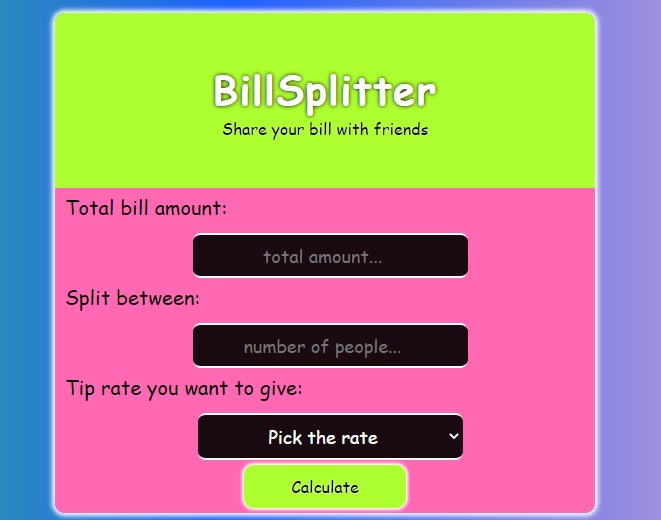 BillSplitter
Share your bill with friends
Total bill amount:
total amount...
Split between:
number of people...
Tip rate you want to give:
Pick the rate
Calculate